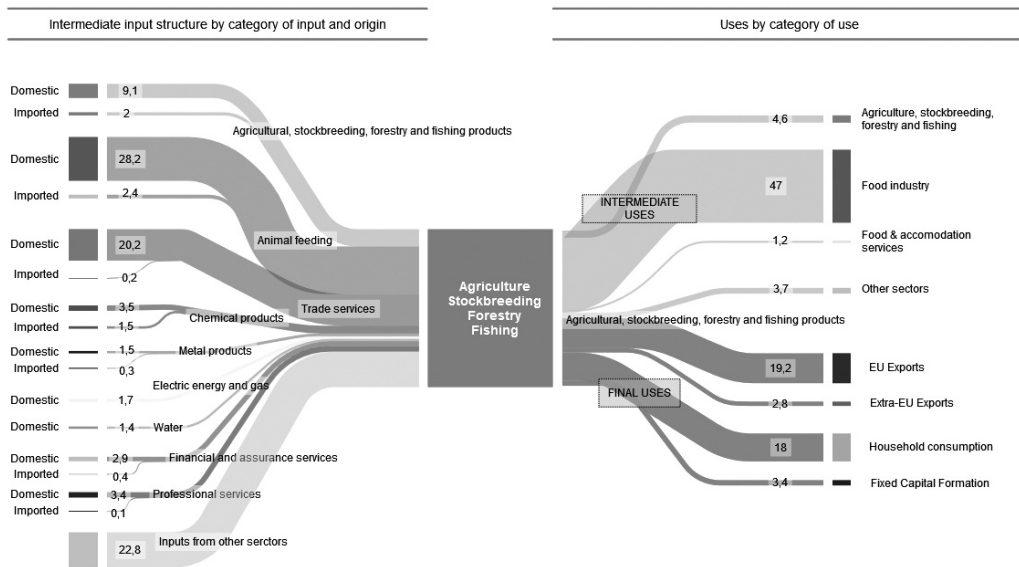 Intermediate input structure by category of input and origin
Uses by category of use
Domestic 9,1
Imported 2
Agricultural, stockbreeding, forestry and fishing products
Domestic 28,2
Imported 2,4
Animal feeding
Domestic 20,2
Imported 0,2
Trade services
Domestic 3,5
Imported 1,5
Chemical products
Domestic 1,5
Imported 0,3
Metal products
Electric energy and gas
Domestic 1,7
Domestic 1,4 Water
Domestic 2,9 Financial and assurance services
Imported 0,4
Domestic 3,4 Professional services
Imported 0,1
22,8 Inputs from other serctors
Agriculture
Stockbreeding
Forestry
Fishing
INTERMEDIATE
USES
4,6 Agriculture, stockbreeding,
forestry and fishing
47 Food industry
1,2 Food & accomodation
services
3,7 Other sectors
Agricultural, stockbreeding, forestry and fishing products
FINAL USES
19,2 EU Exports
2,8 Extra-EU Exports
18 Household consumption
3,4 Fixed Capital Formation